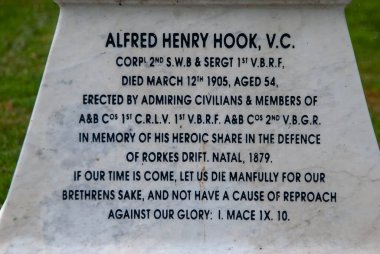 ALFRED HENRY HOOK, V.C.
CORPL 2ND S.W.B & SERGT 1ST V.B.R.F,
DIED MARCH 12TH 1905, AGED 54,
ERECTED BY ADMIRING CIVILIANS & MEMBERS OF
A&B COS 1ST C.R.L.V. 1ST V.B.R.F. A&B COS 2ND V.B.G.R.
IN MEMORY OF HIS HEROIC SHARE IN THE DEFENCE
OF RORKES DRIFT. NATAL, 1879.
IF OUR TIME IS COME, LET US DIE MANFULLY FOR OUR
BRETHRENS SAKE, AND NOT HAVE A CAUSE OF REPROACH
AGAINST OUR GLORY: I. MACE IX. 10.